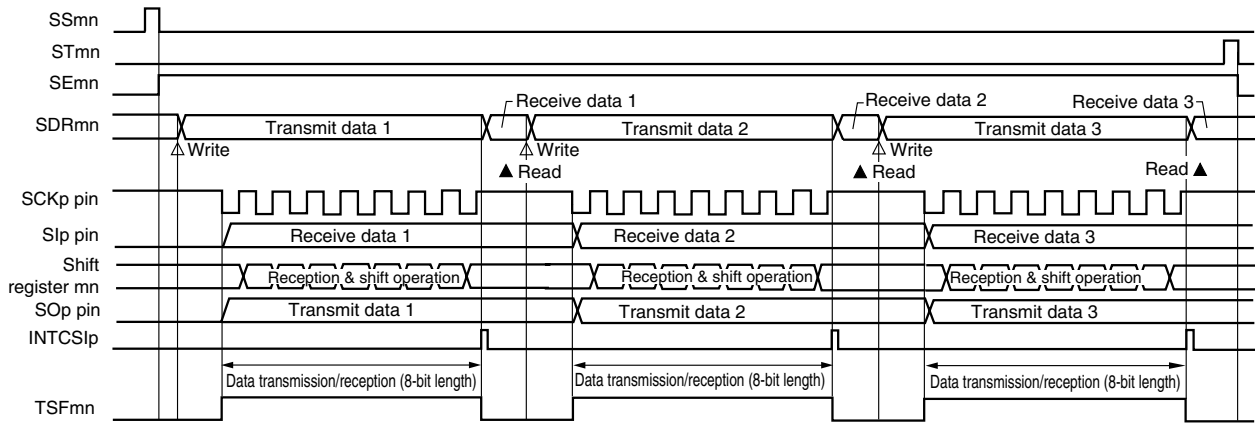 SSmn
STmn
SEmn
Receive data 1
Receive data 2
Receive data 3
SDRmn
Transmit data 1
Transmit data 2
Transmit data 3
Write
Write
Write
Read
Read
Read
SCKp pin
SIp pin
Receive data 1
Receive data 2
Receive data 3
Shift
register mn
Reception & shift operation
Reception & shift operation
Reception & shift operation
SOp pin
Transmit data 1
Transmit data 2
Transmit data 3
INTCSIp
Data transmission/reception (8-bit length)
Data transmission/reception (8-bit length)
Data transmission/reception (8-bit length)
TSFmn